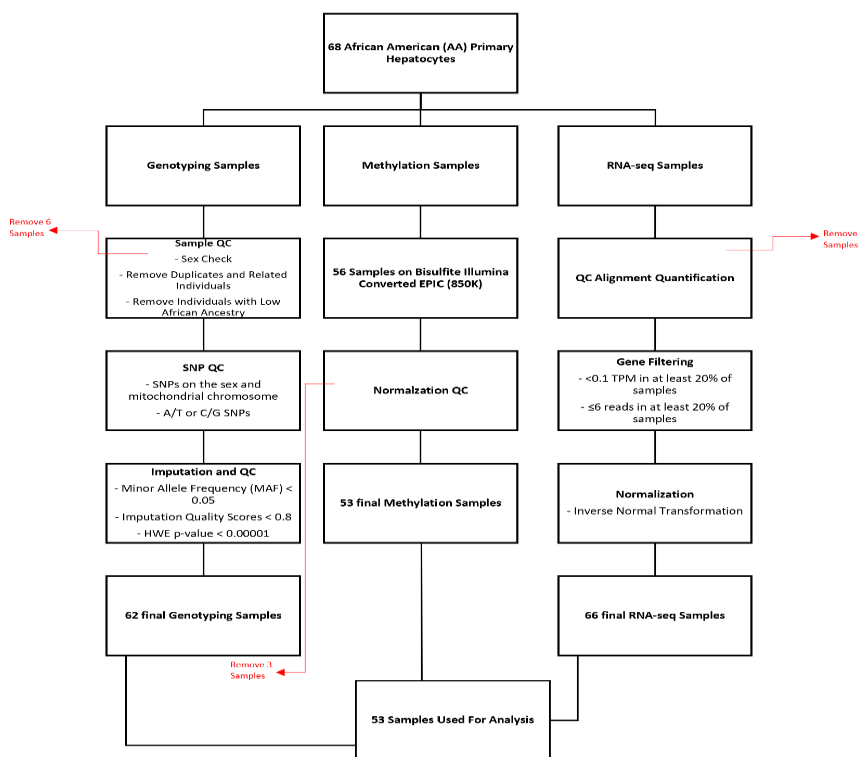 68 African American (AA) Primary
Hepatocytes
Genotyping Samples
Methylation Samples
RNA-seq Samples
Remove 6
Samples
Sample QC
- Sex Check
- Remove Duplicates and Related
Individuals
- Remove Individuals with Low
African Ancestry
56 Samples on Bisulfite Illumina
Converted EPIC (850K)
QC Alignment Quantification
Remove
Samples
SNP QC
- SNPs on the sex and
mitochondrial chromosome
- A/T or C/G SNPs
Normalzation QC
Gene Filtering
- <0.1 TPM in at least 20% of
samples
- ≤6 reads in at least 20% of
samples
Imputation and QC
- Minor Allele Frequency (MAF) <
0.05
- Imputation Quality Scores < 0.8
- HWE p-value < 0.00001
53 final Methylation Samples
Normalization
- Inverse Normal Transformation
62 final Genotyping Samples
66 final RNA-seq Samples
Remove 3
Samples
53 Samples Used For Analysis